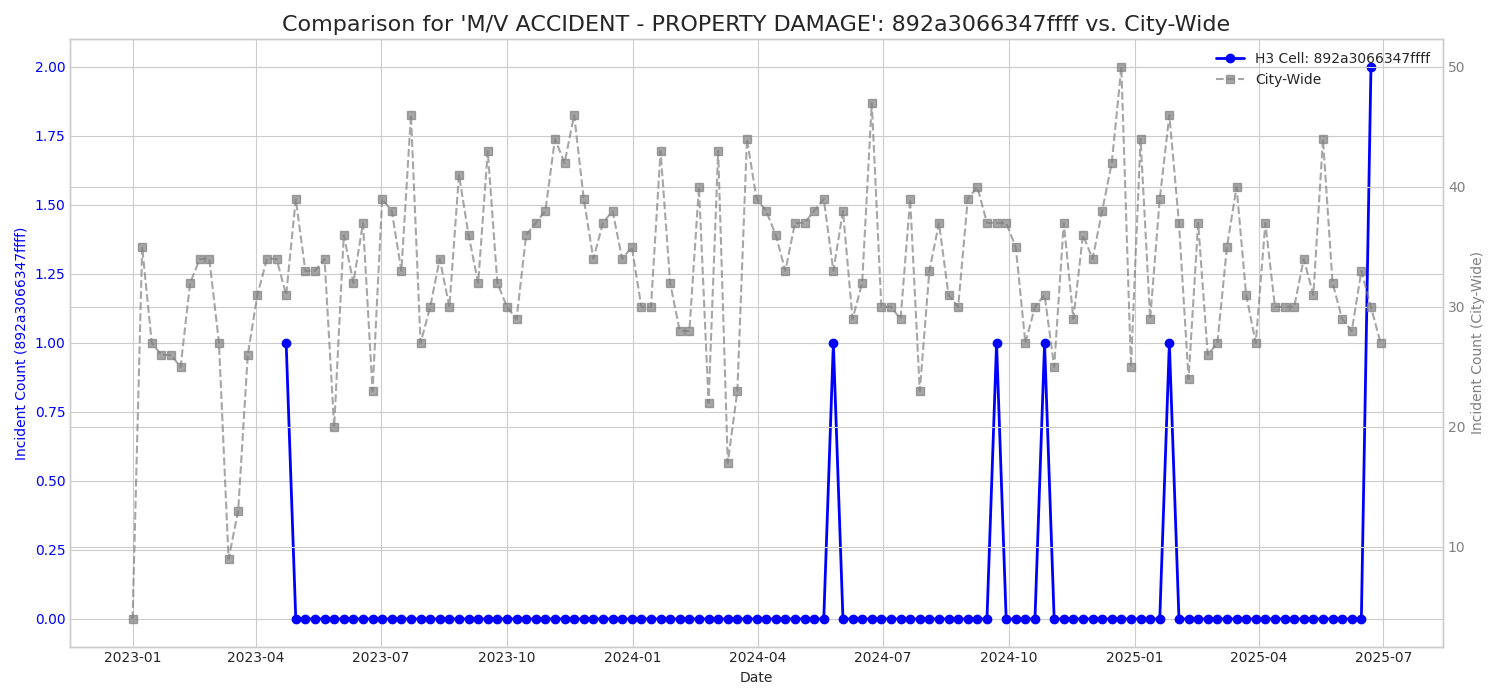 Comparison for 'M/V ACCIDENT - PROPERTY DAMAGE': 892a3066347ffff vs. City-Wide
H3 Cell: 892a3066347ffff
City-Wide
Incident Count (892a3066347ffff)
2.00
1.75
1.50
1.25
1.00
0.75
0.50
0.25
0.00
50
40
30
20
10
Incident Count (City-Wide)
2023-01 2023-04 2023-07 2023-10 2024-01 2024-04 2024-07 2024-10 2025-01 2025-04 2025-07
Date